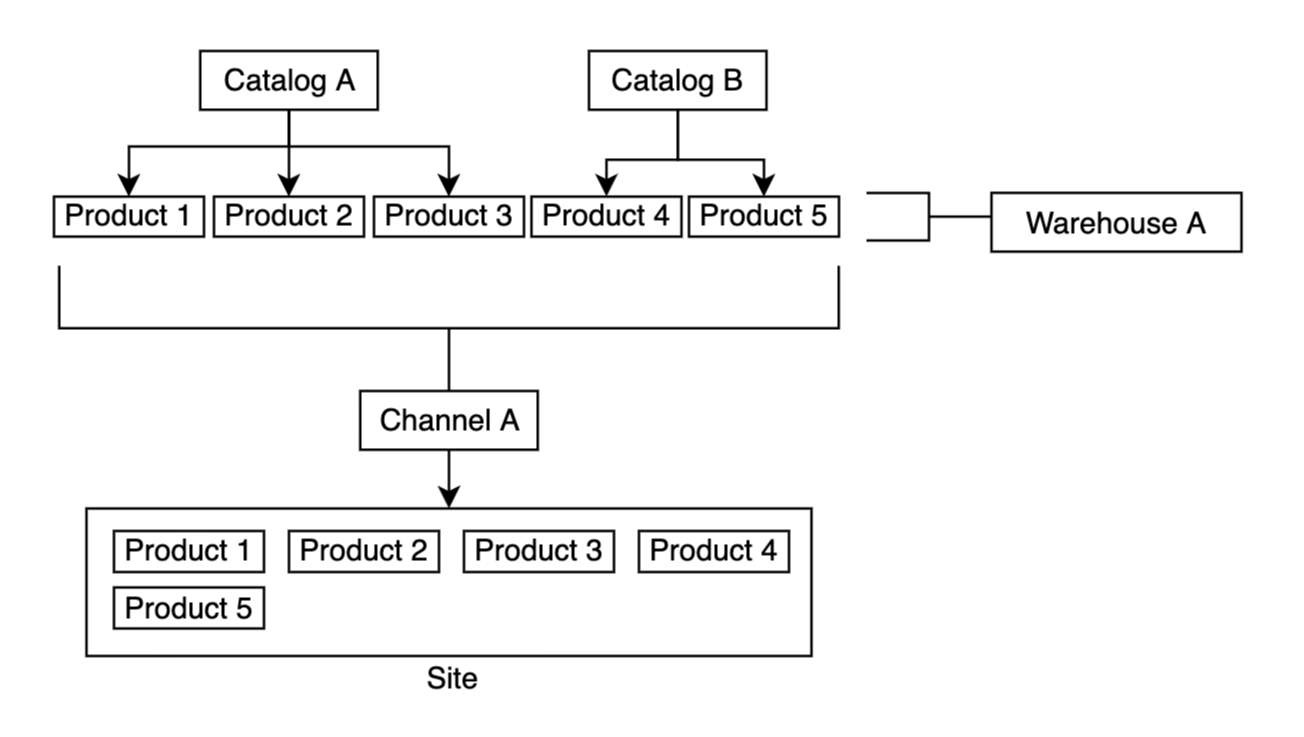 Catalog A
Catalog B
Product 1
Product 2
Product 3
Product 4
Product 5
Warehouse A
Channel A
Product 1
Product 2
Product 3
Product 4
Product 5
Site